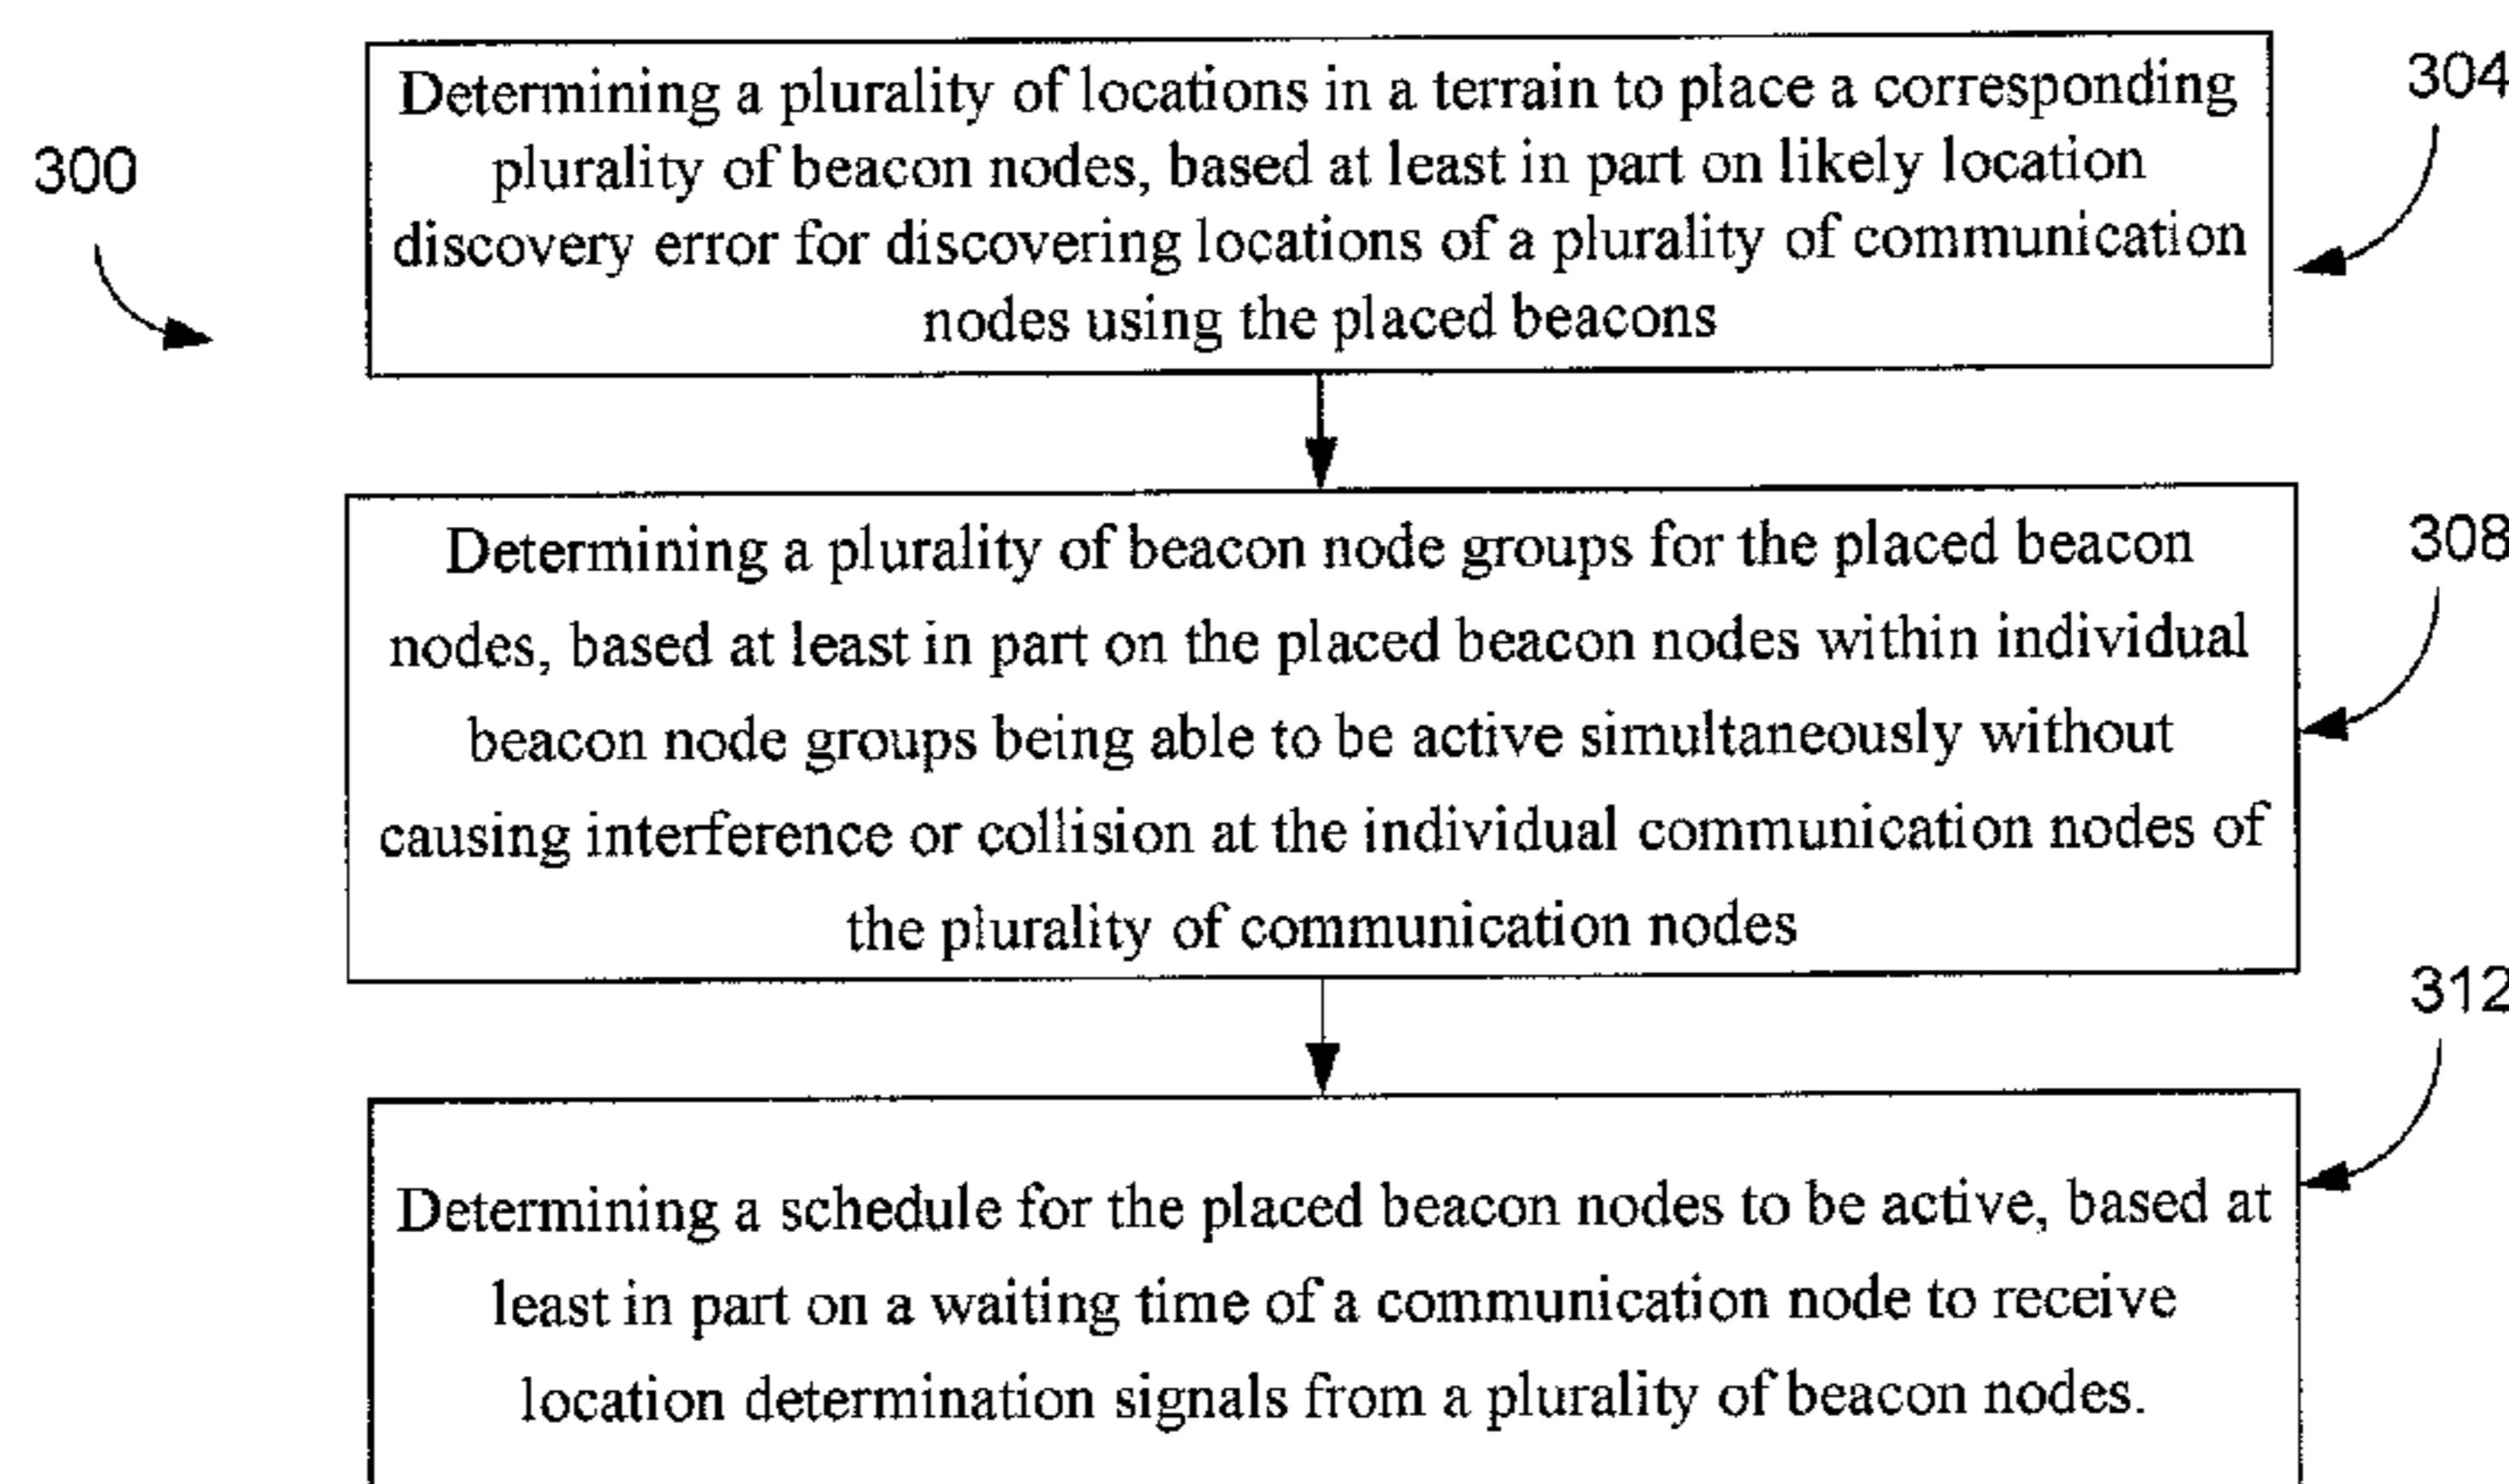 304
Determining a plurality of locations in a terrain to place a corresponding
300
plurality of beacon nodes, based at least in part on likely location
discovery error for discovering locations of a plurality of communication
nodes using the placed beacons
308
Determining a plurality of beacon node groups for the placed beacon
nodes, based at least in part on the placed beacon nodes within individual
beacon node groups being able to be active simultaneously without
causing interference or collision at the individual communication nodes of
the plurality of communication nodes
312
Determining a schedule for the placed beacon nodes to be active, based at
least in part on a waiting time of a communication node to receive
location determination signals from a plurality of beacon nodes.